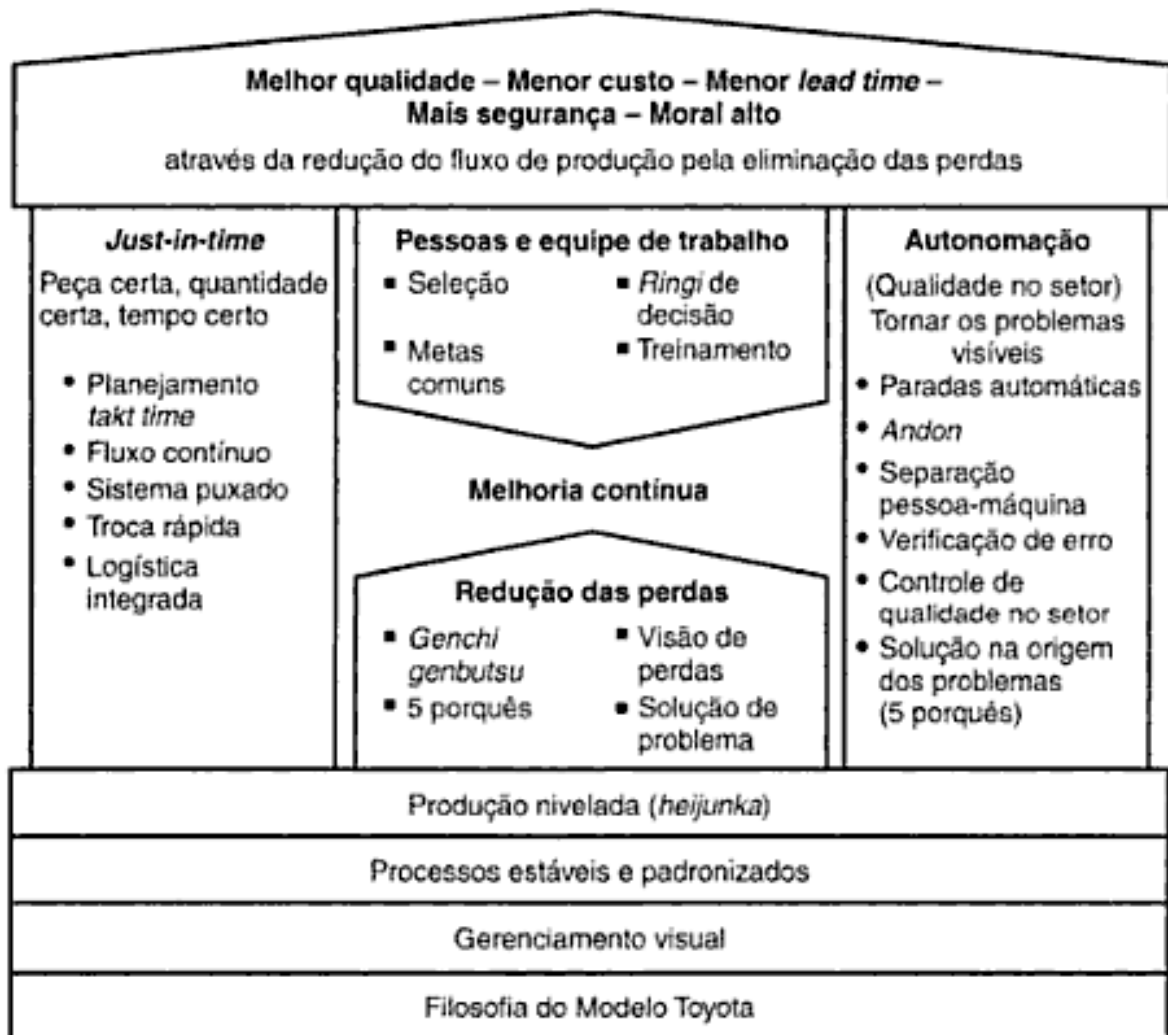 Melhor qualidade – Menor custo – Menor lead time –
Mais segurança – Moral alto
através da redução do fluxo de produção pela eliminação das perdas
Just-in-time
Peça certa, quantidade
certa, tempo certo
• Planejamento
takt time
• Fluxo contínuo
• Sistema puxado
• Troca rápida
• Logística
integrada
Pessoas e equipe de trabalho
▪ Seleção
▪ Ringi de
decisão
▪ Metas
comuns
▪ Treinamento
Melhoria contínua
Redução das perdas
▪ Genchi
genbutsu
▪ Visão de
perdas
▪ 5 porquês
▪ Solução de
problema
Autonomação
(Qualidade no setor)
Tornar os problemas
visíveis
• Paradas automáticas
• Andon
• Separação
pessoa-máquina
• Verificação de erro
• Controle de
qualidade no setor
• Solução na origem
dos problemas
(5 porquês)
Produção nivelada (heijunka)
Processos estáveis e padronizados
Gerenciamento visual
Filosofia do Modelo Toyota